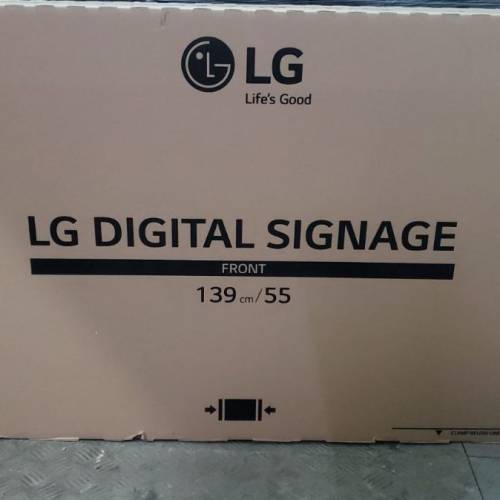 LG
Life's Good
LG DIGITAL SIGNAGE
FRONT
139 cm/55